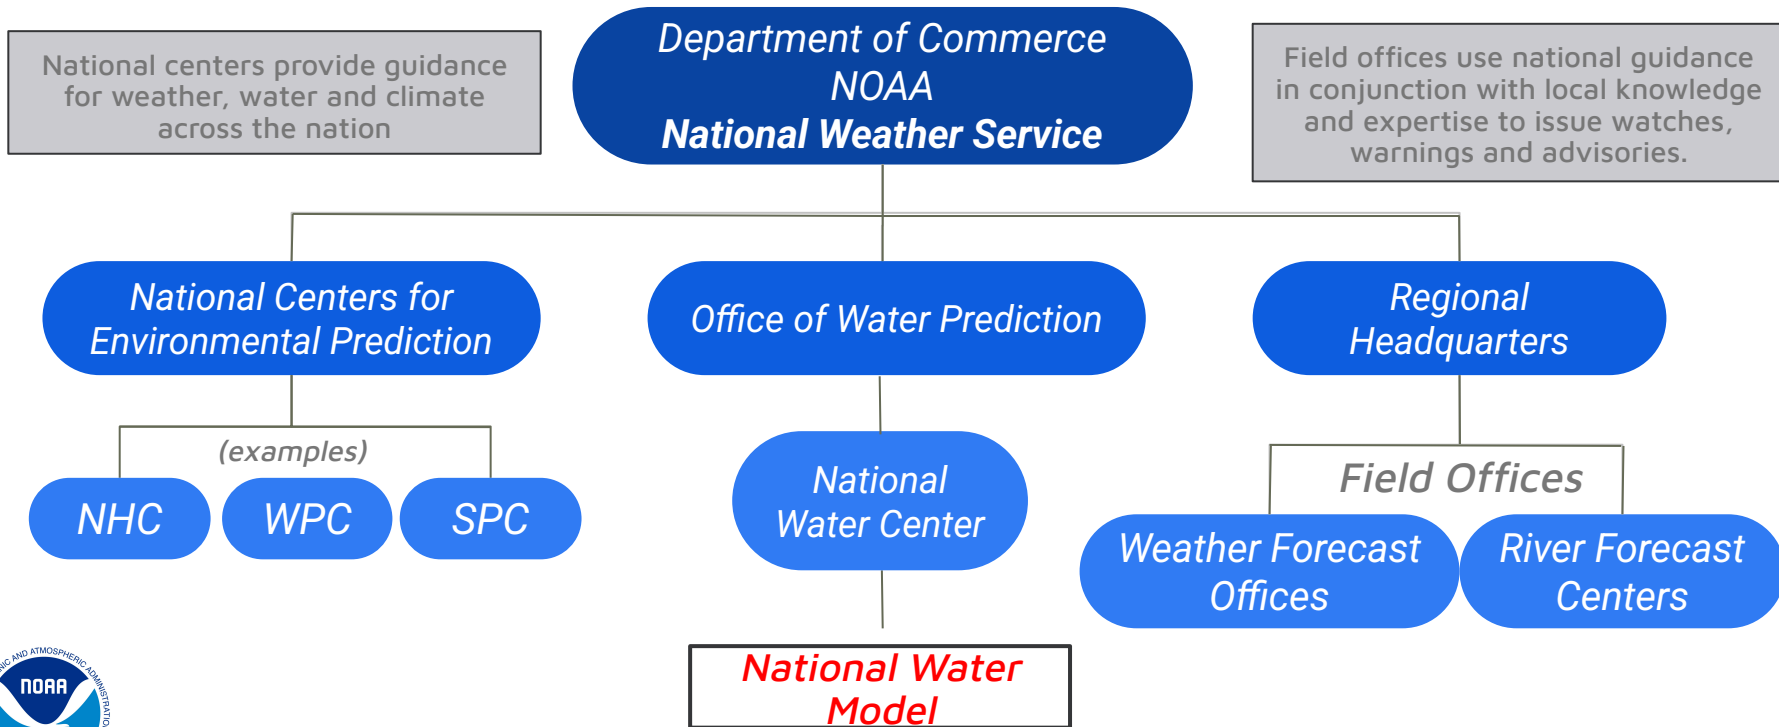 Department of Commerce
NOAA
National Weather Service
National centers provide guidance
for weather, water and climate
across the nation
Field offices use national guidance
in conjunction with local knowledge
and expertise to issue watches,
warnings and advisories.
National Centers for
Environmental Prediction
Office of Water Prediction
Regional
Headquarters
(examples)
NHC
WPC
SPC
National
Water Center
Field Offices
Weather Forecast
Offices
River Forecast
Centers
National Water
Model
AND ATMOSPHERIC
NOAA